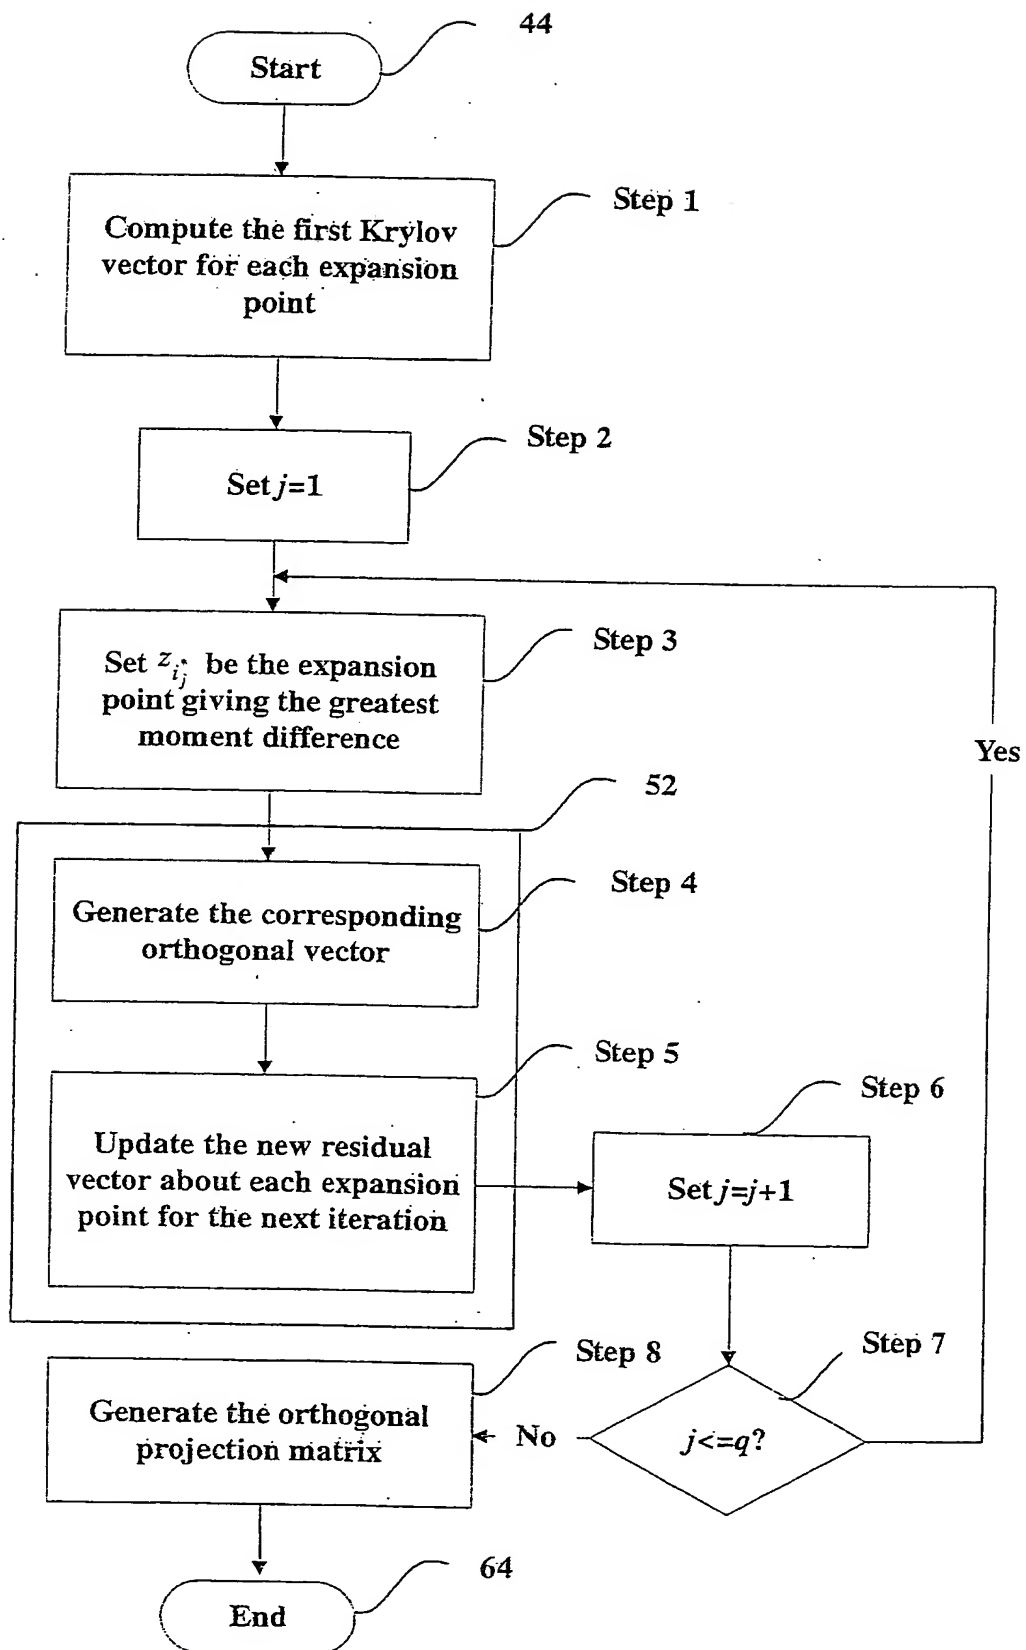 44
Start
Step 1
Compute the first Krylov
vector for each expansion
point
Step 2
Set j=1
Step 3
Set z_{i_j^*} be the expansion
point giving the greatest
moment difference
Yes
52
Step 4
Generate the corresponding
orthogonal vector
Step 5
Step 6
Update the new residual
vector about each expansion
point for the next iteration
Set j=j+1
Step 8
Step 7
Generate the orthogonal
projection matrix
No
j<=q?
64
End